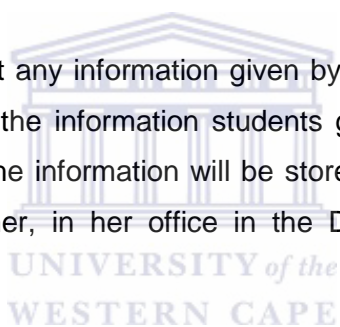 t any information given by
the information students g
ne information will be store
er, in her office in the D
UNIVERSITY of the
WESTERN CAPE